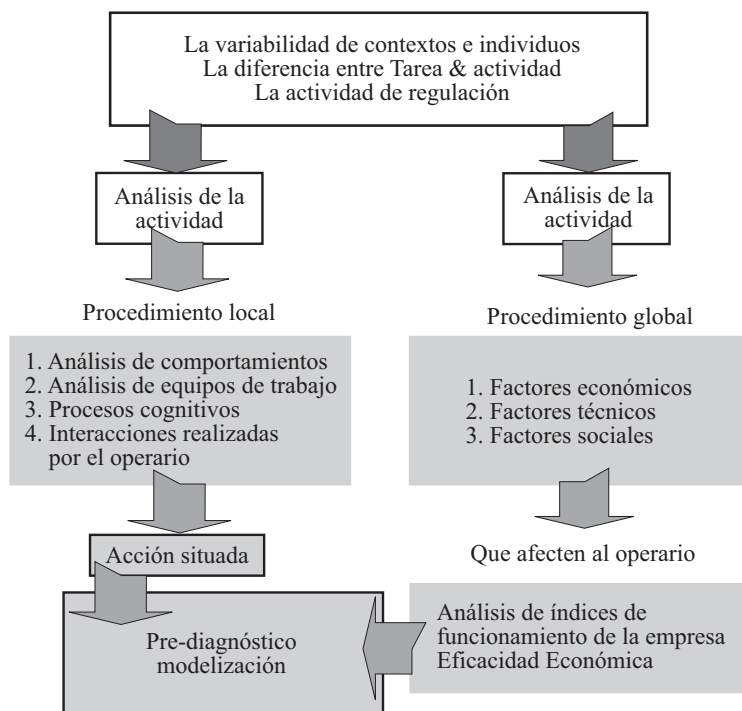 La variabilidad de contextos e individuos
La diferencia entre Tarea & actividad
La actividad de regulación
Análisis de la
actividad
Análisis de la
actividad
Procedimiento local
Procedimiento global
1. Análisis de comportamientos
2. Análisis de equipos de trabajo
3. Procesos cognitivos
4. Interacciones realizadas
por el operario
1. Factores económicos
2. Factores técnicos
3. Factores sociales
Acción situada
Que afecten al operario
Pre-diagnóstico
modelización
Análisis de índices de
funcionamiento de la empresa
Eficacidad Económica